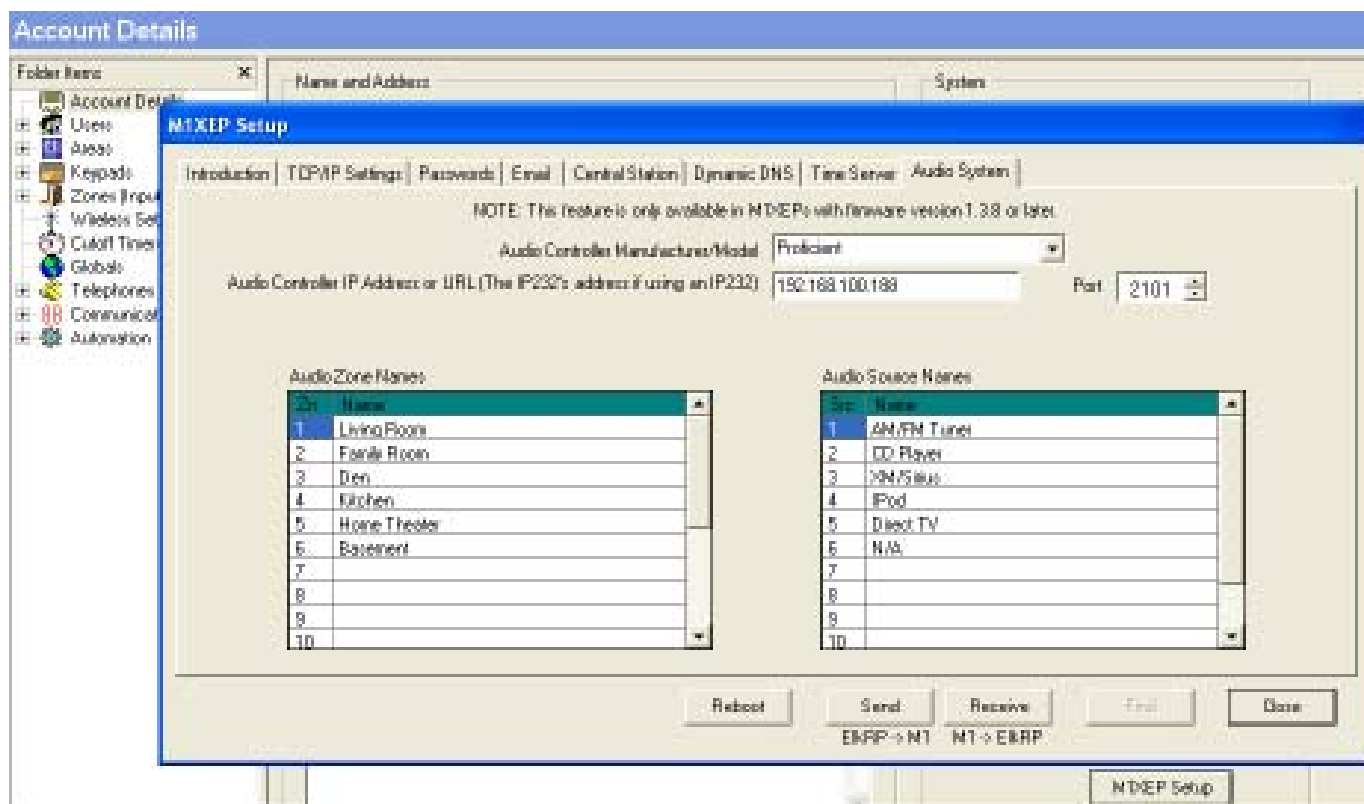 Account Details
Folder Items
Name and Address
System
Account Det
Users
Areas
Keypads
Zones (Inpu
Wireless Set
Cutoff Timer
Globals
Telephones
Communicat
Automation
M1XEP Setup
Introduction
TCP/IP Settings
Passwords
Email
Central Station
Dynamic DNS
Time Server
Audio System
NOTE: This feature is only available in M1XEPs with firmware version 1.3.8 or later.
Audio Controller Manufacturer/Model Proficient
Audio Controller IP Address or URL (The IP232's address if using an IP232) 192.168.100.188 Port 2101
Audio Zone Names
Zn Name
1 Living Room
2 Family Room
3 Den
4 Kitchen
5 Home Theater
6 Basement
7
8
9
10
Audio Source Names
Src Name
1 AM/FM Tuner
2 CD Player
3 XM/Sirius
4 iPod
5 Direct TV
6 N/A
7
8
9
10
Reboot
Send
Receive
Find
Close
ElkRP -> M1
M1 -> ElkRP
M1XEP Setup